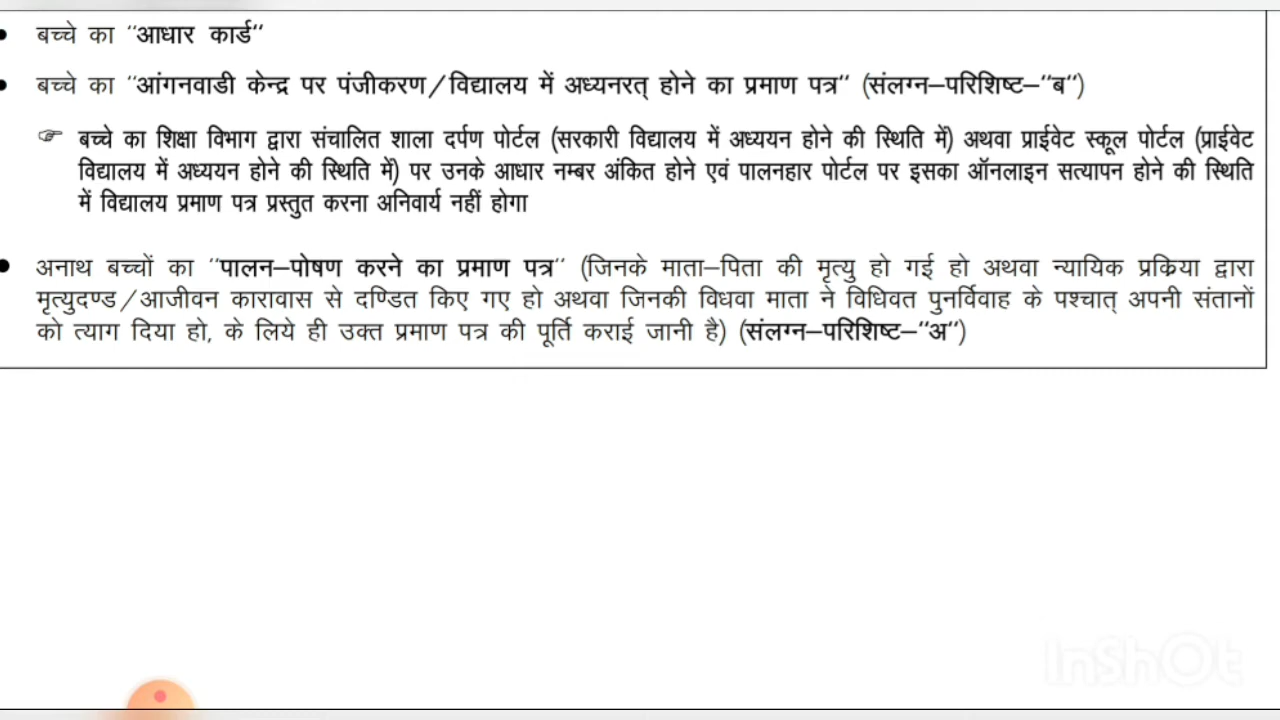 • बच्चे का "आधार कार्ड"
• बच्चे का "आंगनवाडी केन्द्र पर पंजीकरण/विद्यालय में अध्यनरत् होने का प्रमाण पत्र" (संलग्न–परिशिष्ट–"ब")
☞ बच्चे का शिक्षा विभाग द्वारा संचालित शाला दर्पण पोर्टल (सरकारी विद्यालय में अध्ययन होने की स्थिति में) अथवा प्राईवेट स्कूल पोर्टल (प्राईवेट
विद्यालय में अध्ययन होने की स्थिति में) पर उनके आधार नम्बर अंकित होने एवं पालनहार पोर्टल पर इसका ऑनलाइन सत्यापन होने की स्थिति
में विद्यालय प्रमाण पत्र प्रस्तुत करना अनिवार्य नहीं होगा
• अनाथ बच्चों का "पालन–पोषण करने का प्रमाण पत्र" (जिनके माता–पिता की मृत्यु हो गई हो अथवा न्यायिक प्रक्रिया द्वारा
मृत्युदण्ड/आजीवन कारावास से दण्डित किए गए हो अथवा जिनकी विधवा माता ने विधिवत पुनर्विवाह के पश्चात् अपनी संतानों
को त्याग दिया हो, के लिये ही उक्त प्रमाण पत्र की पूर्ति कराई जानी है) (संलग्न–परिशिष्ट–"अ")
InShOt